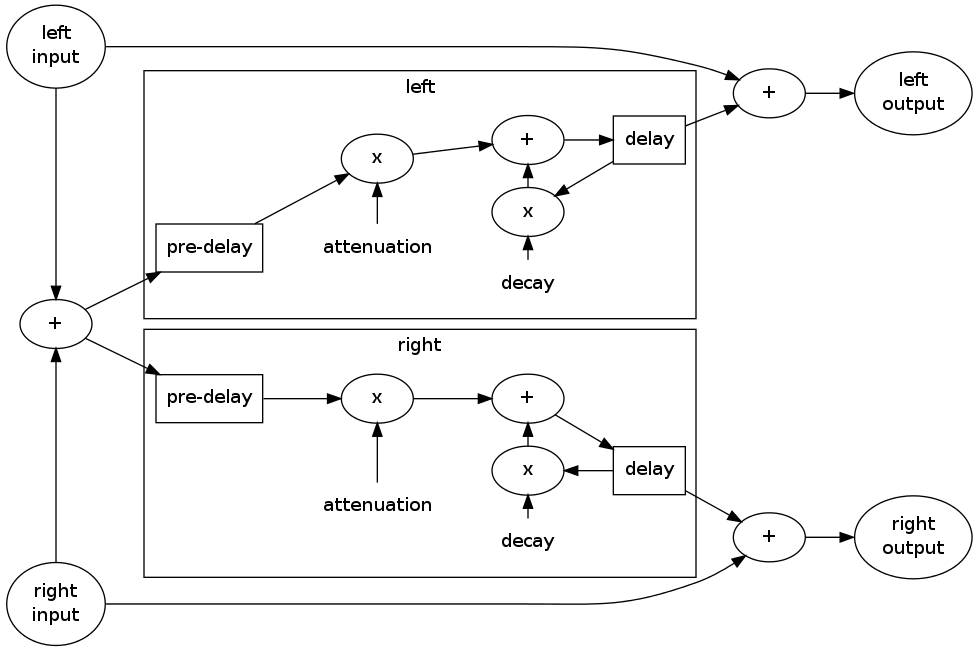 left
input
left
+
left
output
x
+
delay
x
pre-delay
attenuation
decay
+
right
pre-delay
x
+
x
delay
attenuation
decay
+
right
output
right
input